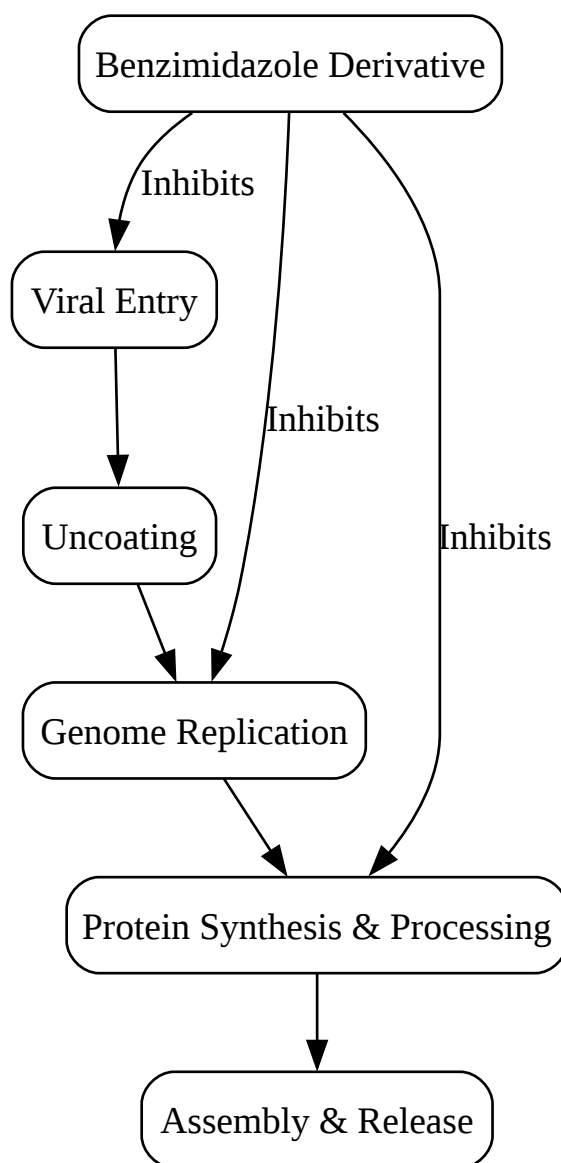 Benzimidazole Derivative
Inhibits
Viral Entry
Inhibits
Uncoating
Inhibits
Genome Replication
Protein Synthesis & Processing
Assembly & Release